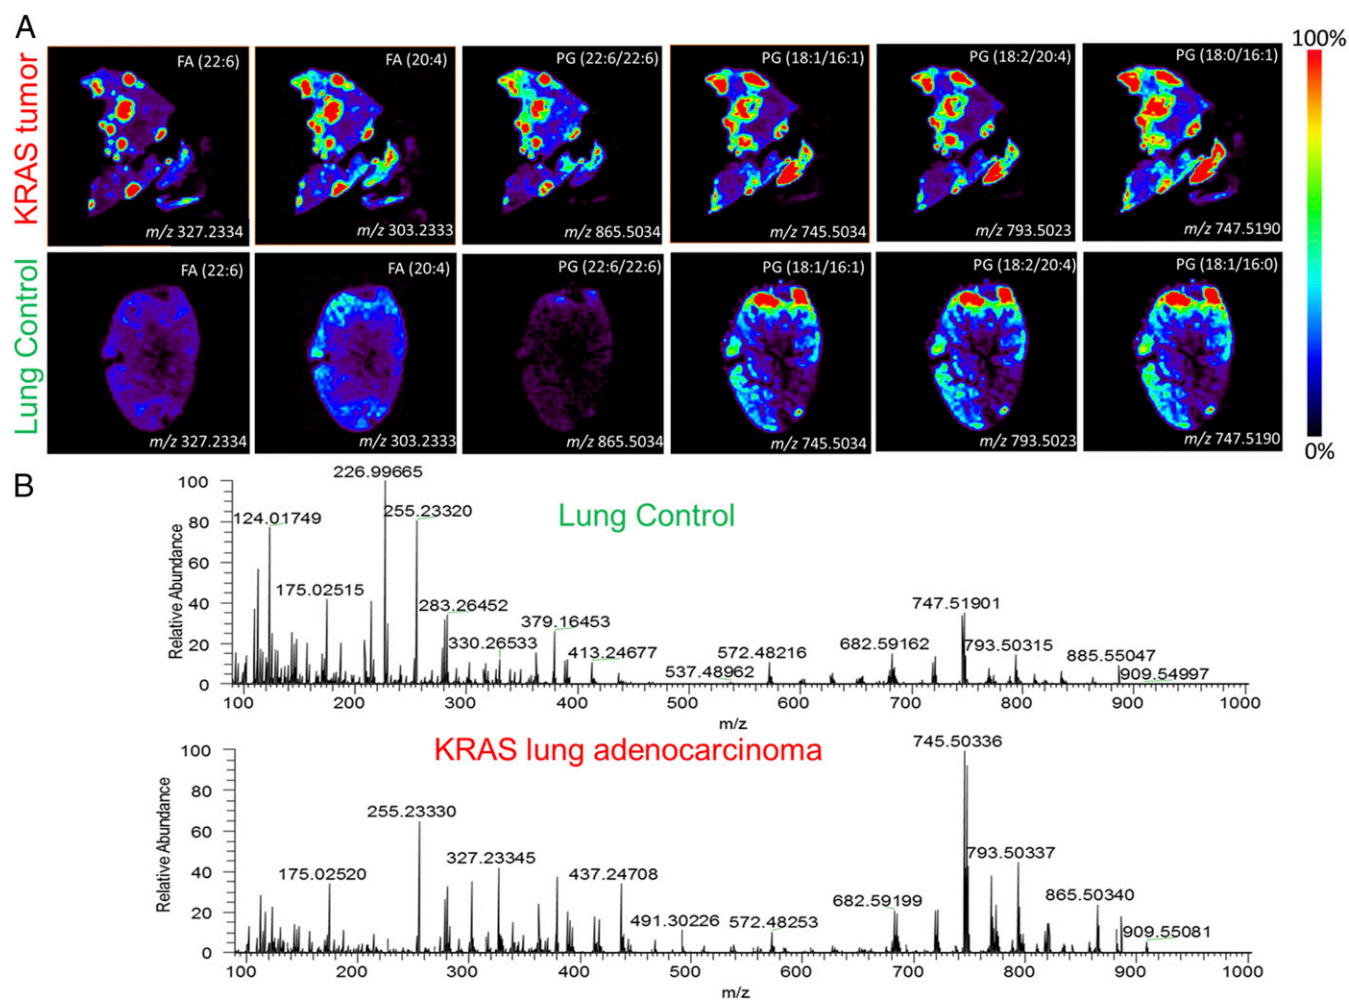 A
KRAS tumor
FA (22:6)
FA (20:4)
PG (22:6/22:6)
PG (18:1/16:1)
PG (18:2/20:4)
PG (18:0/16:1)
100%
m/z 327.2334
m/z 303.2333
m/z 865.5034
m/z 745.5034
m/z 793.5023
m/z 747.5190
Lung Control
FA (22:6)
FA (20:4)
PG (22:6/22:6)
PG (18:1/16:1)
PG (18:2/20:4)
PG (18:1/16:0)
m/z 327.2334
m/z 303.2333
m/z 865.5034
m/z 745.5034
m/z 793.5023
m/z 747.5190
0%
B
Lung Control
Relative Abundance
100
80
60
40
20
0
226.99665
124.01749
255.23320
175.02515
283.26452
330.26533
379.16453
413.24677
537.48962
572.48216
682.59162
747.51901
793.50315
885.55047
909.54997
100 200 300 400 500 600 700 800 900 1000
m/z
KRAS lung adenocarcinoma
Relative Abundance
100
80
60
40
20
0
745.50336
255.23330
327.23345
175.02520
437.24708
491.30226
572.48253
682.59199
793.50337
865.50340
909.55081
100 200 300 400 500 600 700 800 900 1000
m/z